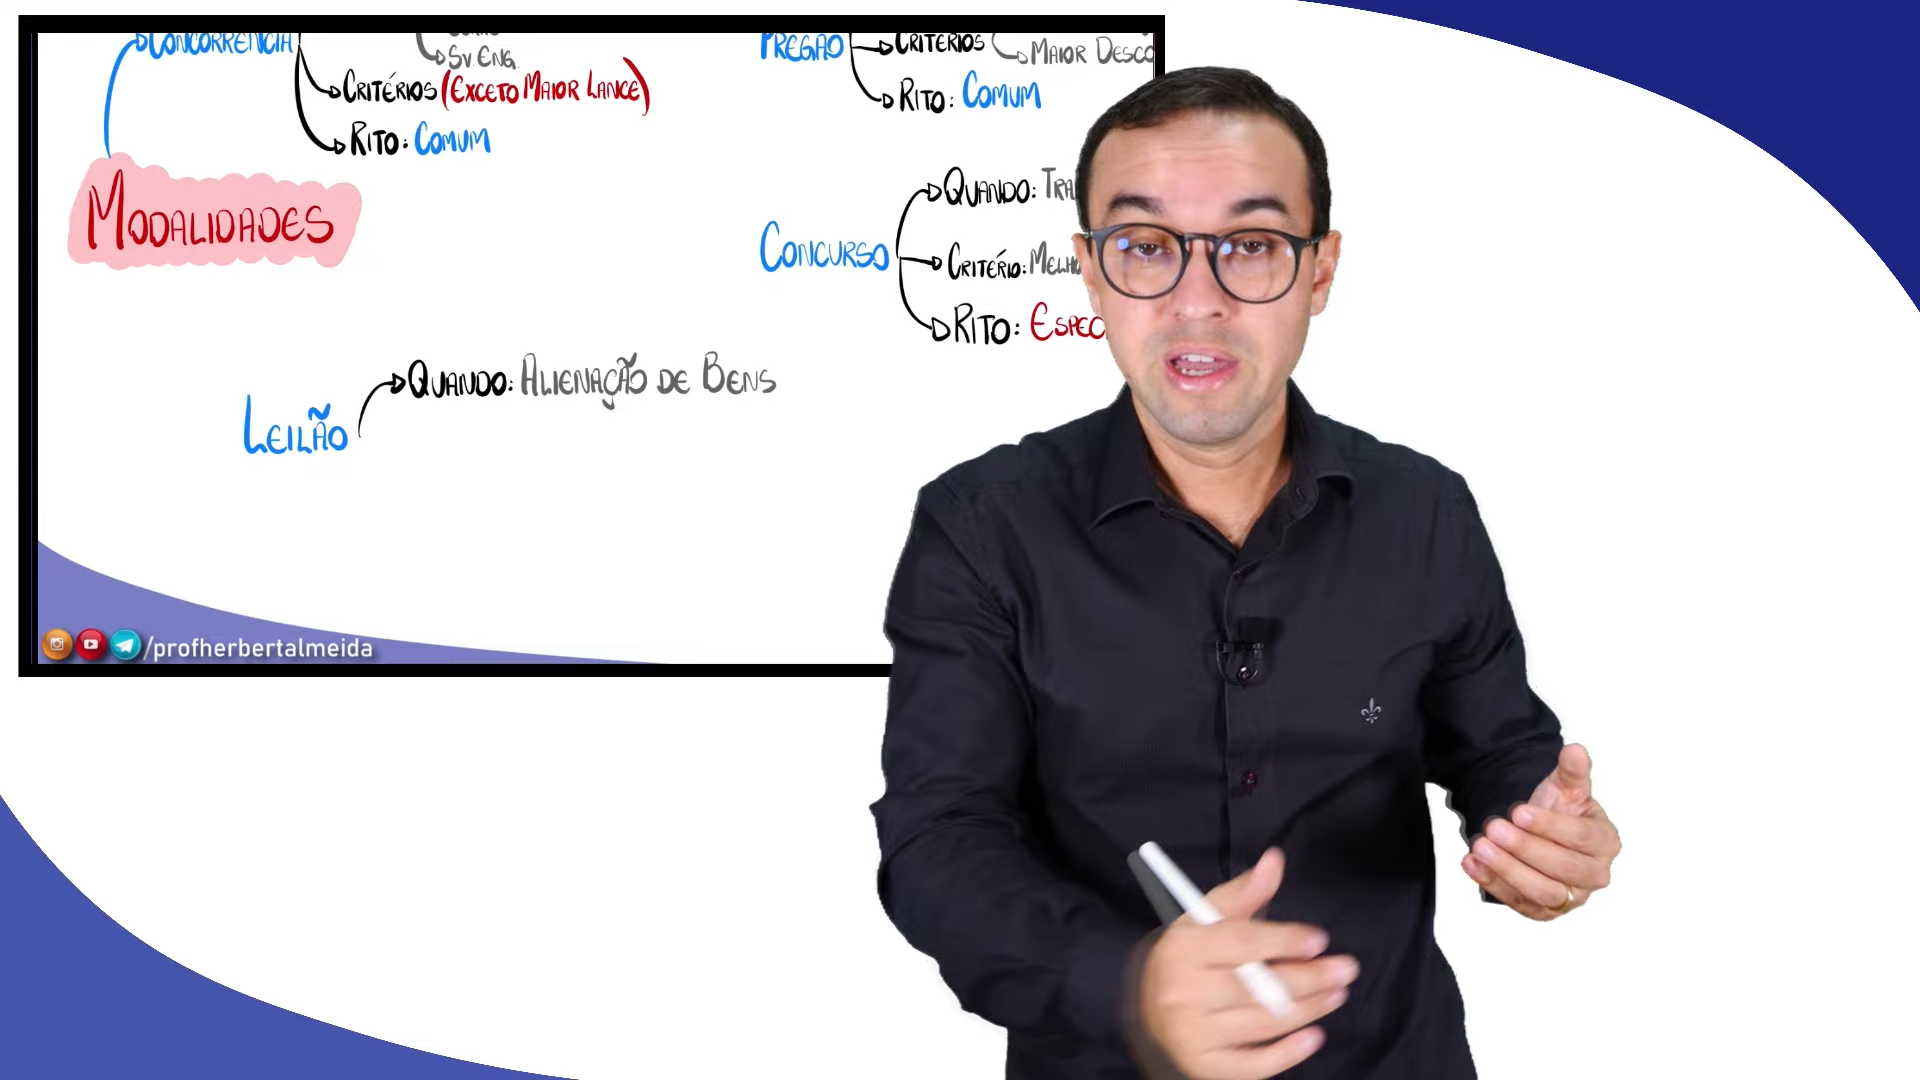 CONCORRÊNCIA
SV ENG.
CRITÉRIOS (EXCETO MAIOR LANCE)
RITO: COMUM
MODALIDADES
LEILÃO
QUANDO: ALIENAÇÃO DE BENS
PREGÃO
CRITÉRIOS
MAIOR
RITO: COMUM
CONCURSO
QUANDO:
CRITÉRIO:
RITO:
/profherbertalmeida